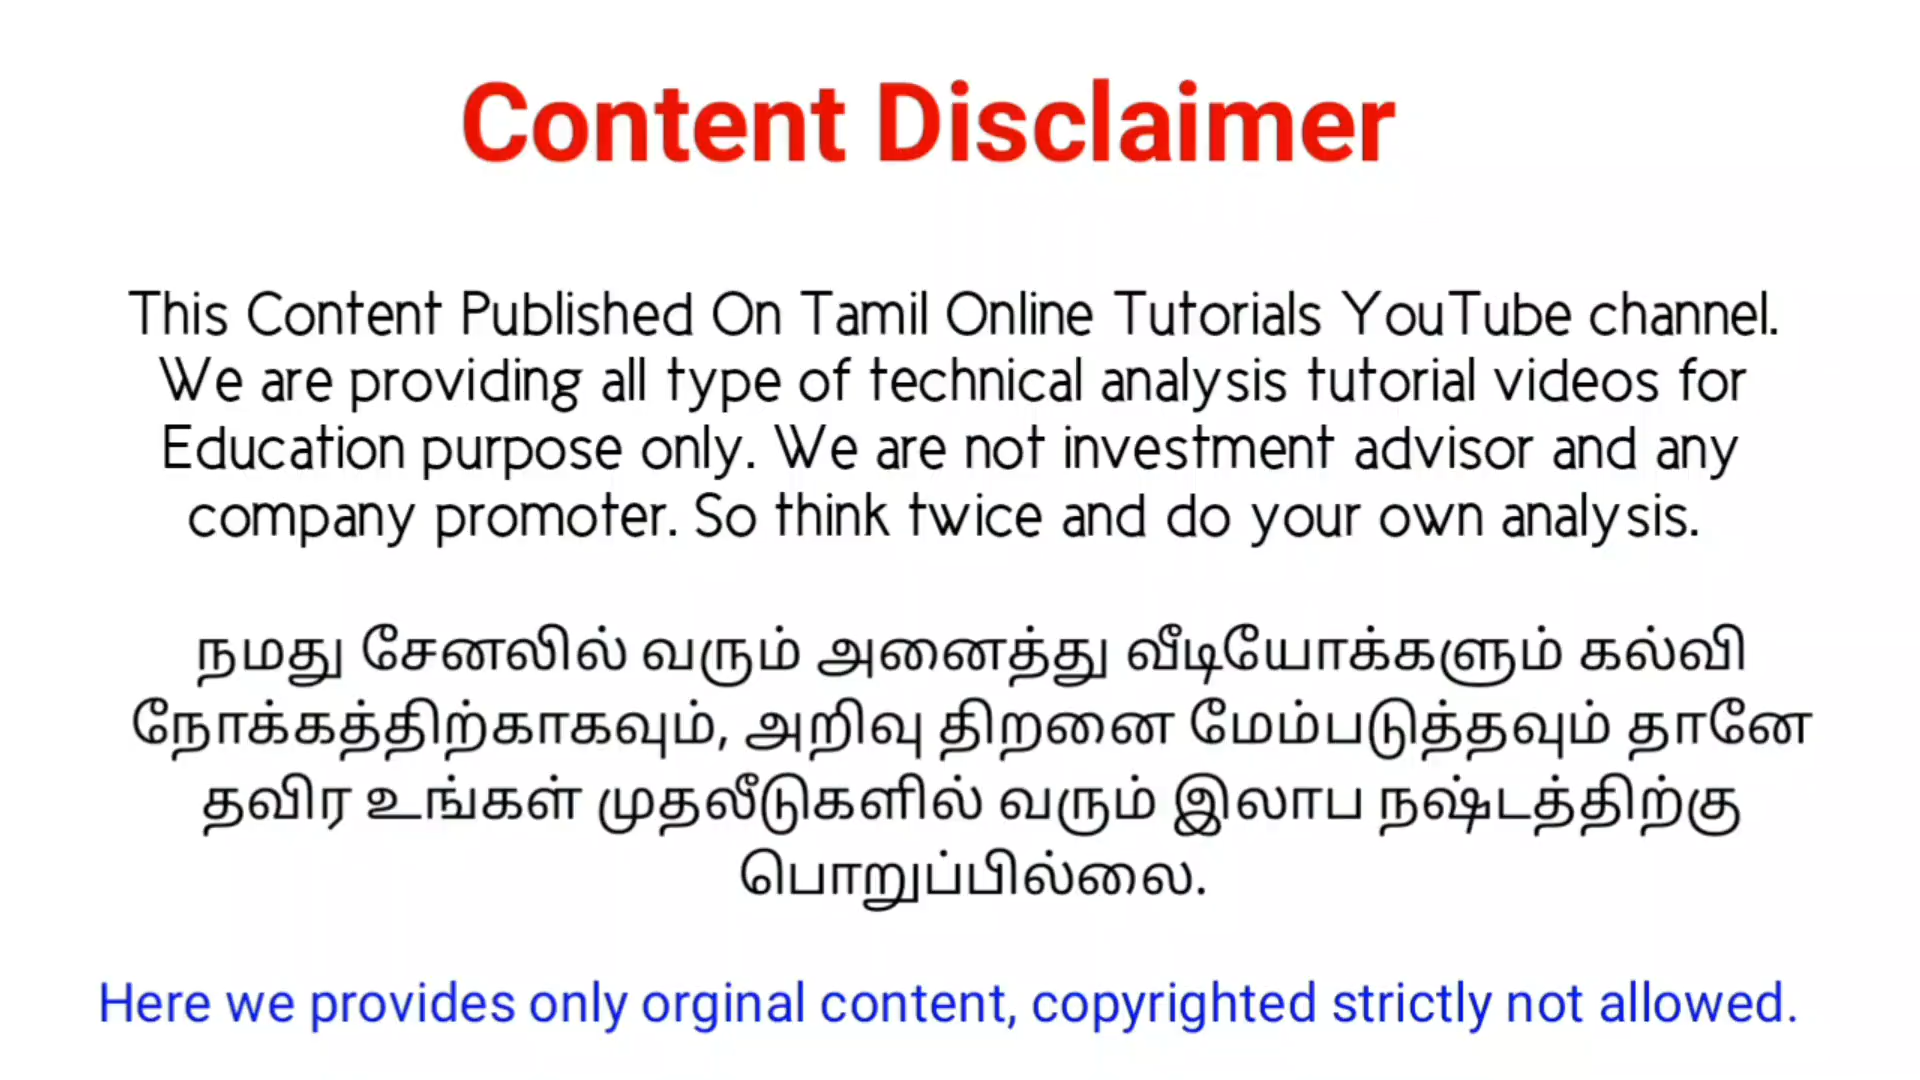 Content Disclaimer
This Content Published On Tamil Online Tutorials YouTube channel.
We are providing all type of technical analysis tutorial videos for
Education purpose only. We are not investment advisor and any
company promoter. So think twice and do your own analysis.
நமது சேனலில் வரும் அனைத்து வீடியோக்களும் கல்வி
நோக்கத்திற்காகவும், அறிவு திறனை மேம்படுத்தவும் தானே
தவிர உங்கள் முதலீடுகளில் வரும் இலாப நஷ்டத்திற்கு
பொறுப்பில்லை.
Here we provides only orginal content, copyrighted strictly not allowed.